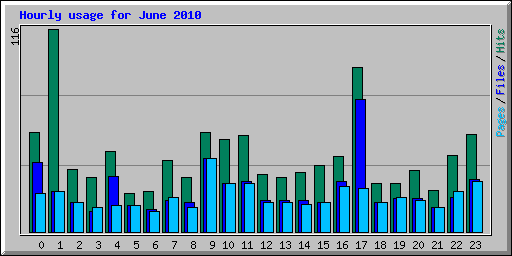 Hourly usage for June 2010
116
Pages / Files / Hits
0 1 2 3 4 5 6 7 8 9 10 11 12 13 14 15 16 17 18 19 20 21 22 23